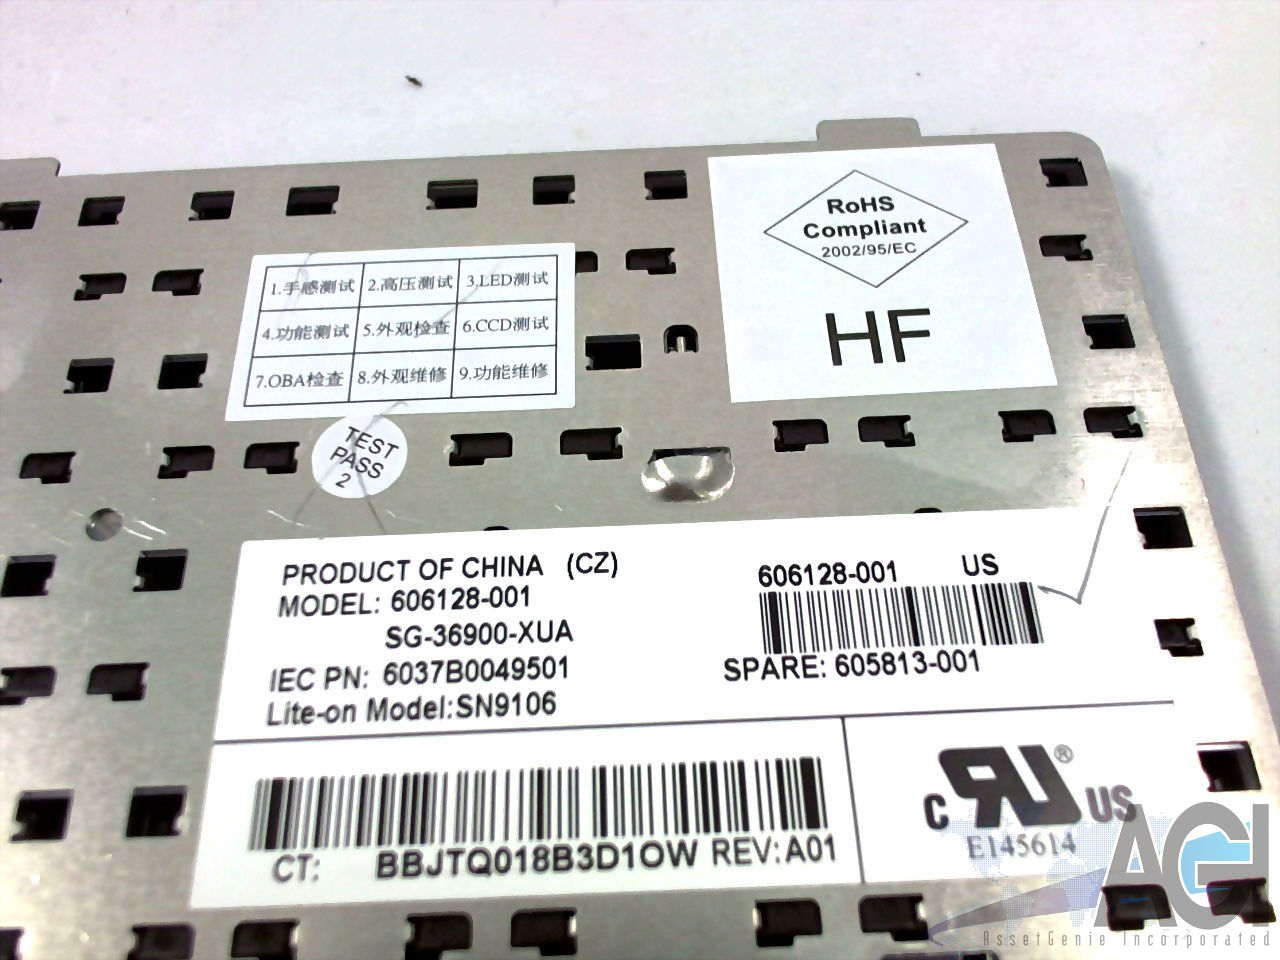 RoHS
Compliant
2002/95/EC
HF
1.手感测试 2.高压测试 3.LED测试
4.功能测试 5.外观检查 6.CCD测试
7.OBA检查 8.外观维修 9.功能维修
TEST
PASS
2
PRODUCT OF CHINA (CZ)
MODEL: 606128-001
SG-36900-XUA
IEC PN: 6037B0049501
Lite-on Model:SN9106
606128-001 US
SPARE: 605813-001
CT: BBJTQ018B3D1OW REV:A01
C RU® US
E145614
AGI
AssetGenie Incorporated